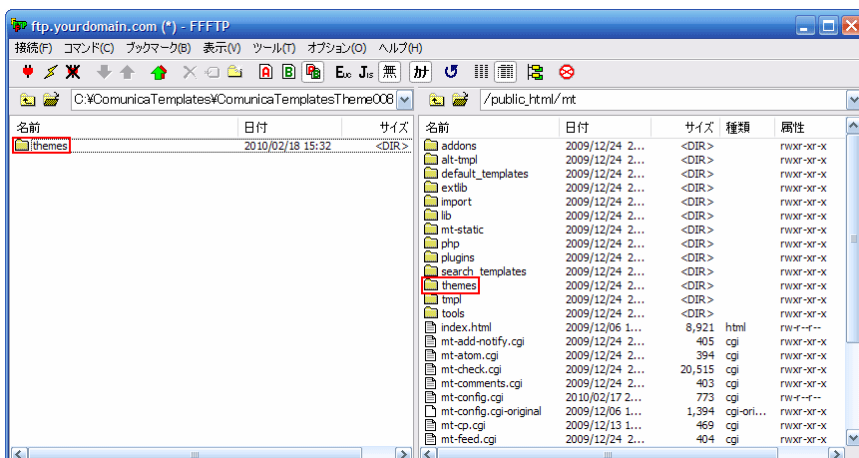 ftp.yourdomain.com (*) - FFFTP
接続(F) コマンド(C) ブックマーク(B) 表示(V) ツール(T) オプション(O) ヘルプ(H)
A B Euc Jis 無 カナ
C:¥ComunicaTemplates¥ComunicaTemplatesTheme008 /public_html/mt
名前 日付 サイズ 名前 日付 サイズ 種類 属性
themes 2010/02/18 15:32 <DIR> addons 2009/12/24 2... <DIR> rwxr-xr-x
alt-tmpl 2009/12/24 2... <DIR> rwxr-xr-x
default_templates 2009/12/24 2... <DIR> rwxr-xr-x
extlib 2009/12/24 2... <DIR> rwxr-xr-x
import 2009/12/24 2... <DIR> rwxr-xr-x
lib 2009/12/24 2... <DIR> rwxr-xr-x
mt-static 2009/12/24 2... <DIR> rwxr-xr-x
php 2009/12/24 2... <DIR> rwxr-xr-x
plugins 2009/12/24 2... <DIR> rwxr-xr-x
search_templates 2009/12/24 2... <DIR> rwxr-xr-x
themes 2009/12/24 2... <DIR> rwxr-xr-x
tmpl 2009/12/24 2... <DIR> rwxr-xr-x
tools 2009/12/24 2... <DIR> rwxr-xr-x
index.html 2009/12/06 1... 8,921 html rw-r--r--
mt-add-notify.cgi 2009/12/24 2... 405 cgi rwxr-xr-x
mt-atom.cgi 2009/12/24 2... 394 cgi rwxr-xr-x
mt-check.cgi 2009/12/24 2... 20,515 cgi rwxr-xr-x
mt-comments.cgi 2009/12/24 2... 403 cgi rwxr-xr-x
mt-config.cgi 2010/02/17 2... 773 cgi rw-r--r--
mt-config.cgi-original 2009/12/06 1... 1,394 cgi-ori... rwxr-xr-x
mt-cp.cgi 2009/12/13 1... 469 cgi rwxr-xr-x
mt-feed.cgi 2009/12/24 2... 404 cgi rwxr-xr-x